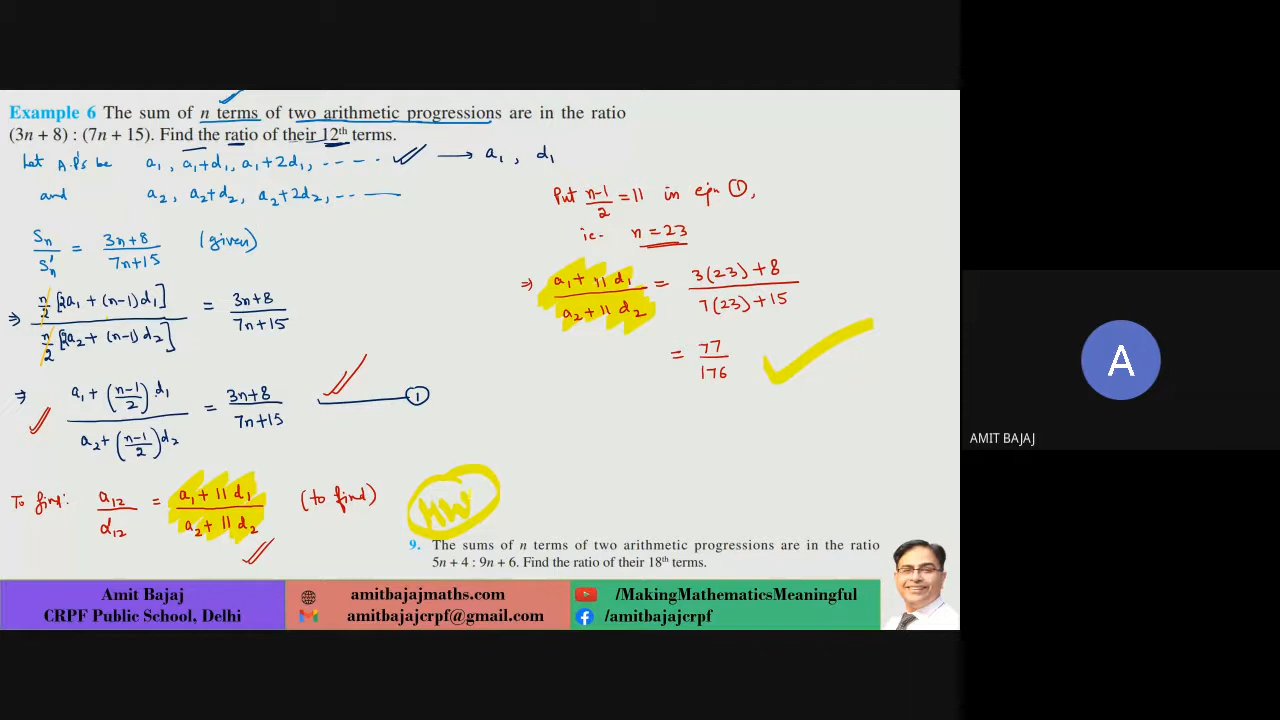 Example 6 The sum of n terms of two arithmetic progressions are in the ratio
(3n + 8) : (7n + 15). Find the ratio of their 12th terms.
Let A.P's be a₁, a₁+d₁, a₁+2d₁, ----- → a₁, d₁
and a₂, a₂+d₂, a₂+2d₂, -----
Sn/Sn' = (3n+8)/(7n+15) (given)
⇒ (n/2 [2a₁ + (n-1)d₁])/(n/2 [2a₂ + (n-1)d₂]) = (3n+8)/(7n+15)
⇒ (a₁ + ((n-1)/2) d₁)/(a₂ + ((n-1)/2) d₂) = (3n+8)/(7n+15) ①
To find: a₁₂/α₁₂ = (a₁ + 11 d₁)/(a₂ + 11 d₂) (to find)
Put (n-1)/2 = 11 in eqn ①,
ie. n = 23
⇒ (a₁ + 11 d₁)/(a₂ + 11 d₂) = (3(23) + 8)/(7(23) + 15)
= 77/176
HW
9. The sums of n terms of two arithmetic progressions are in the ratio
5n + 4 : 9n + 6. Find the ratio of their 18th terms.
Amit Bajaj
CRPF Public School, Delhi
amitbajajmaths.com
amitbajajcrpf@gmail.com
/MakingMathematicsMeaningful
/amitbajajcrpf
A
AMIT BAJAJ